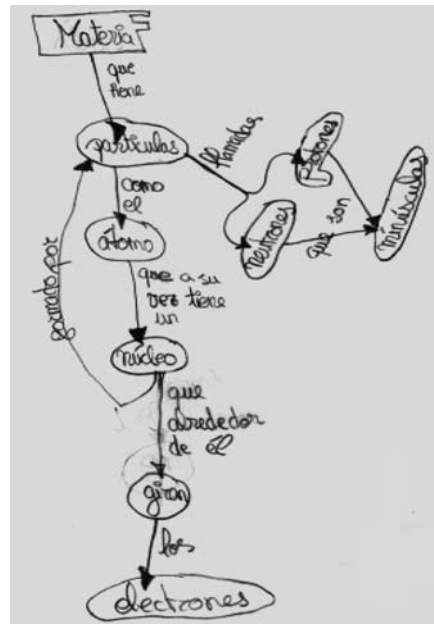 Materia
que
tiene
partículas
llamadas
protones
neutrones
que son
minúsculas
como
el
átomo
que a su
vez tiene
un
núcleo
formado por
que
alrededor
de él
giran
los
electrones